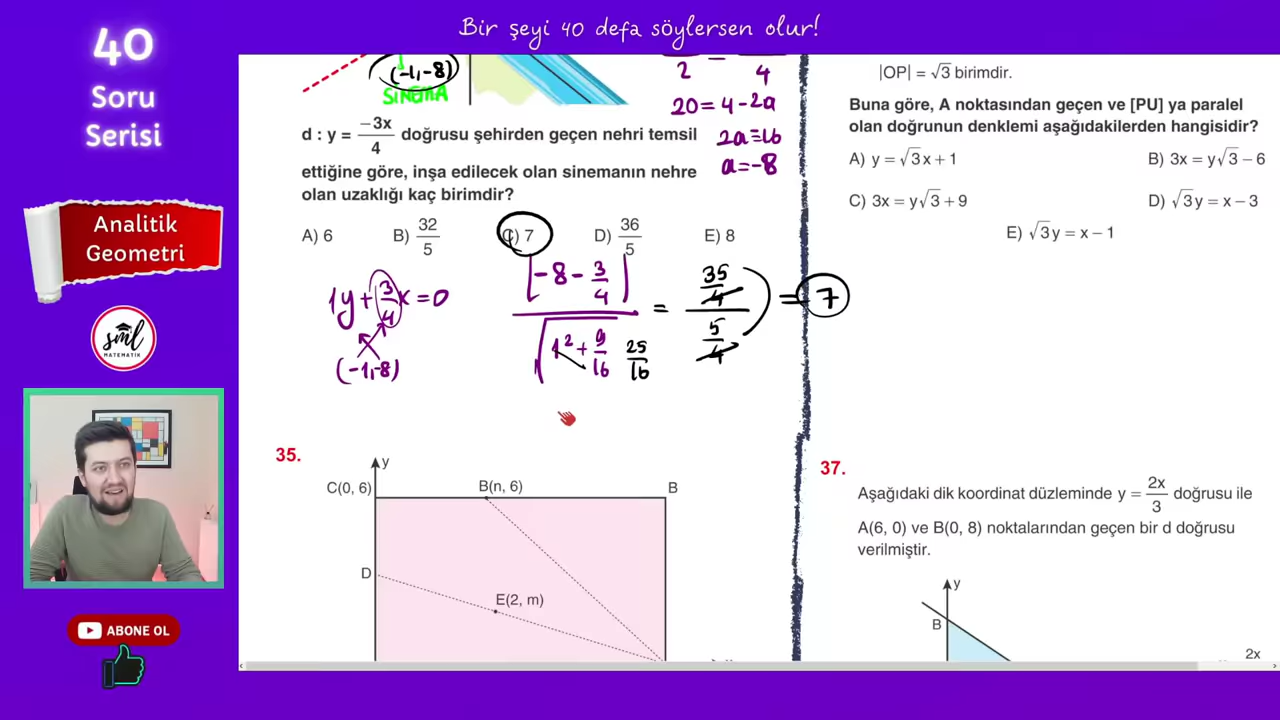 Bir şeyi 40 defa söylersen olur!
40
Soru
Serisi
Analitik
Geometri
sml
MATEMATİK
ABONE OL
(-1,-8)
SİNEMA
d : y = -3x/4 doğrusu şehirden geçen nehri temsil
ettiğine göre, inşa edilecek olan sinemanın nehre
olan uzaklığı kaç birimdir?
A) 6 B) 32/5 C) 7 D) 36/5 E) 8
2 = 4
20 = 4 - 2a
2a = 16
a = -8
1y + 3/4 x = 0
(-1,-8)
|-8 - 3/4| / √(1² + 9/16) 25/16 = 35/4 / 5/4 = 7
35.
C(0, 6) y B(n, 6) B
D
E(2, m)
|OP| = √3 birimdir.
Buna göre, A noktasından geçen ve [PU] ya paralel
olan doğrunun denklemi aşağıdakilerden hangisidir?
A) y = √3x + 1 B) 3x = y√3 – 6
C) 3x = y√3 + 9 D) √3y = x – 3
E) √3y = x – 1
37.
Aşağıdaki dik koordinat düzleminde y = 2x/3 doğrusu ile
A(6, 0) ve B(0, 8) noktalarından geçen bir d doğrusu
verilmiştir.
y
B
2x